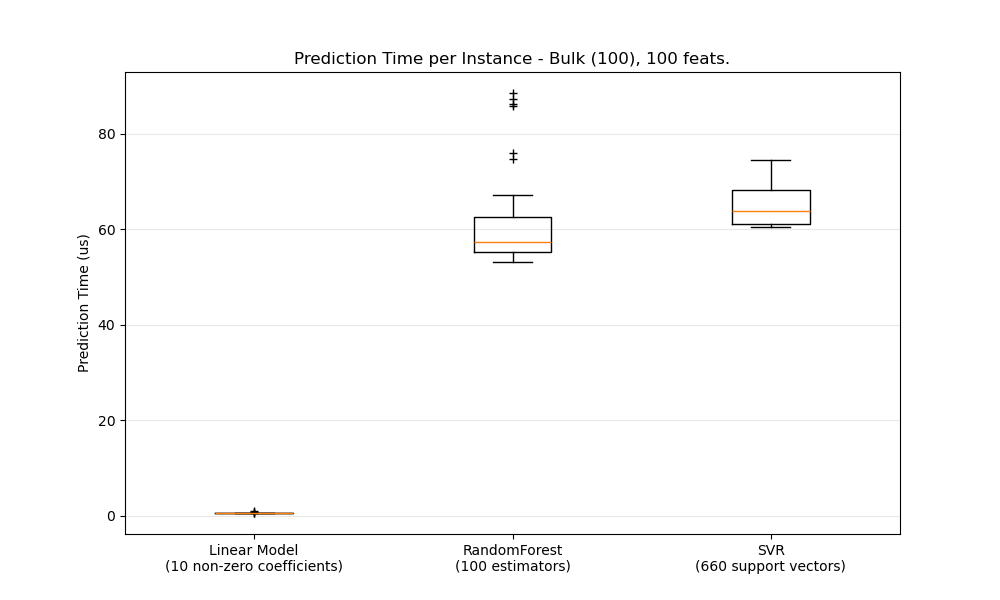 Prediction Time per Instance - Bulk (100), 100 feats.
Prediction Time (us)
80
60
40
20
0
Linear Model
(10 non-zero coefficients)
RandomForest
(100 estimators)
SVR
(660 support vectors)